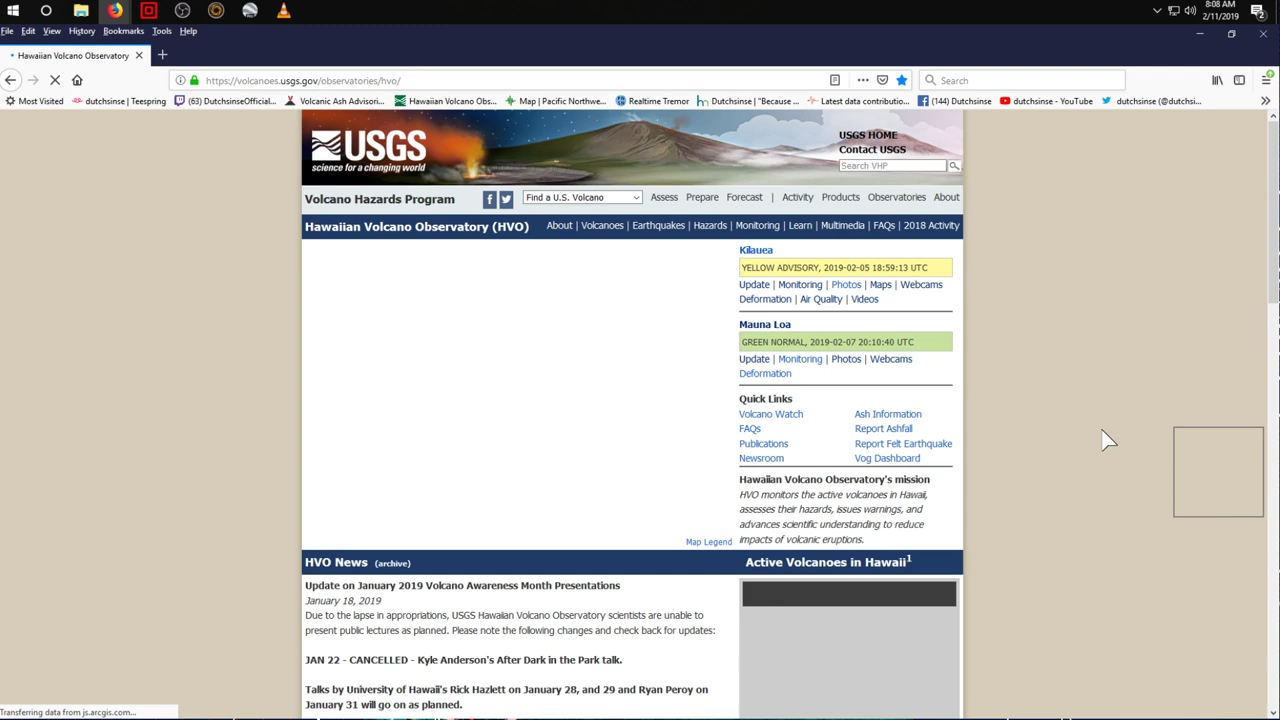 8:08 AM
2/11/2019
2
File Edit View History Bookmarks Tools Help
Hawaiian Volcano Observatory (HVO)
https://volcanoes.usgs.gov/observatories/hvo/
Search
Most Visited dutchsinse | Teespring (63) DutchsinseOfficial... Volcanic Ash Advisori... Hawaiian Volcano Obs... Map | Pacific Northwe... Realtime Tremor Dutchsinse | "Because ... Latest data contributio... (144) Dutchsinse dutchsinse - YouTube dutchsinse (@dutchsi...
USGS
science for a changing world
USGS HOME
Contact USGS
Search VHP
Volcano Hazards Program
Find a U.S. Volcano
Assess Prepare Forecast | Activity Products Observatories About
Hawaiian Volcano Observatory (HVO)
About | Volcanoes | Earthquakes | Hazards | Monitoring | Learn | Multimedia | FAQs | 2018 Activity
Kilauea
YELLOW ADVISORY, 2019-02-05 18:59:13 UTC
Update | Monitoring | Photos | Maps | Webcams
Deformation | Air Quality | Videos
Mauna Loa
GREEN NORMAL, 2019-02-07 20:10:40 UTC
Update | Monitoring | Photos | Webcams
Deformation
Quick Links
Volcano Watch Ash Information
FAQs Report Ashfall
Publications Report Felt Earthquake
Newsroom Vog Dashboard
Hawaiian Volcano Observatory's mission
HVO monitors the active volcanoes in Hawaii,
assesses their hazards, issues warnings, and
advances scientific understanding to reduce
impacts of volcanic eruptions.
Map Legend
HVO News (archive)
Active Volcanoes in Hawaii1
Update on January 2019 Volcano Awareness Month Presentations
January 18, 2019
Due to the lapse in appropriations, USGS Hawaiian Volcano Observatory scientists are unable to
present public lectures as planned. Please note the following changes and check back for updates:
JAN 22 - CANCELLED - Kyle Anderson's After Dark in the Park talk.
Talks by University of Hawaii's Rick Hazlett on January 28, and 29 and Ryan Peroy on
January 31 will go on as planned.
Transferring data from js.arcgis.com...